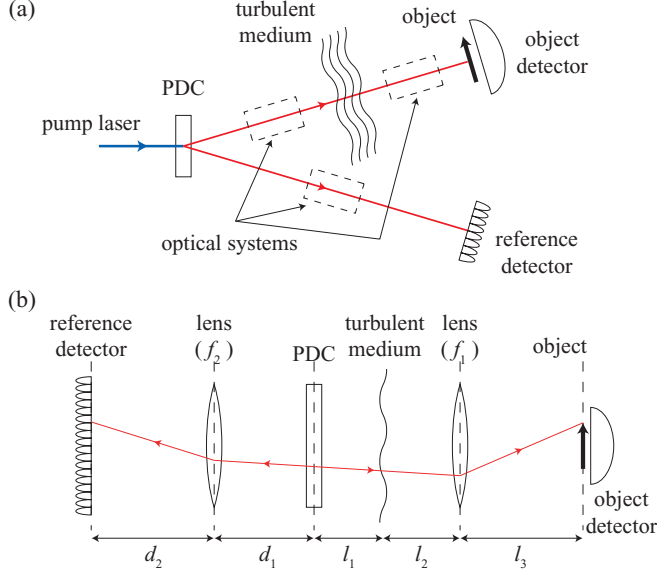 (a)
turbulent
medium
object
object
detector
PDC
pump laser
optical systems
reference
detector
(b)
reference
detector
lens
( f2 )
PDC
turbulent
medium
lens
( f1 )
object
object
detector
d2
d1
l1
l2
l3